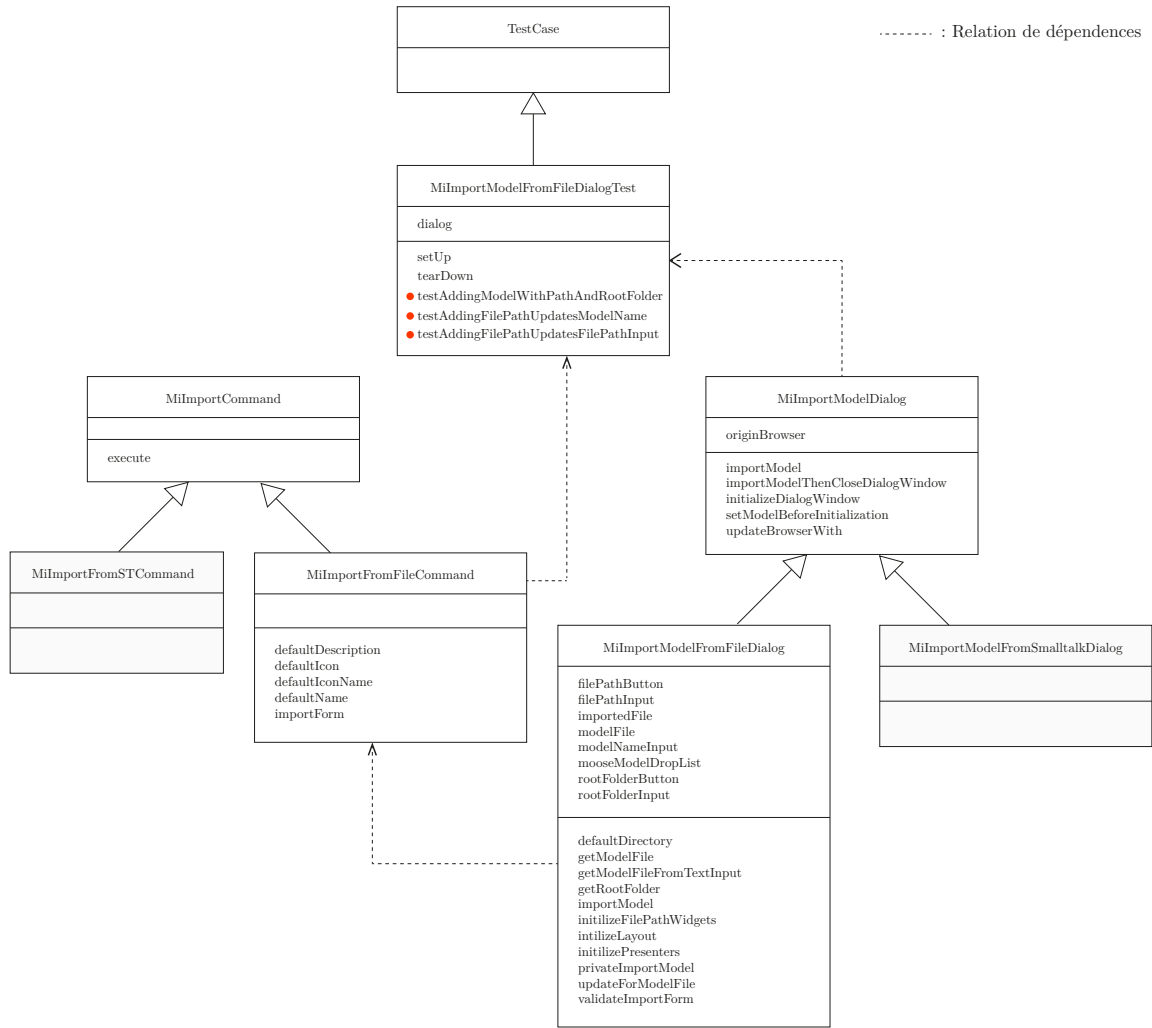 TestCase
: Relation de dépendences
MiImportModelFromFileDialogTest
dialog
setUp
tearDown
testAddingModelWithPathAndRootFolder
testAddingFilePathUpdatesModelName
testAddingFilePathUpdatesFilePathInput
MiImportCommand
execute
MiImportModelDialog
originBrowser
importModel
importModelThenCloseDialogWindow
initializeDialogWindow
setModelBeforeInitialization
updateBrowserWith
MiImportFromSTCommand
MiImportFromFileCommand
defaultDescription
defaultIcon
defaultIconName
defaultName
importForm
MiImportModelFromFileDialog
filePathButton
filePathInput
importedFile
modelFile
modelNameInput
mooseModelDropList
rootFolderButton
rootFolderInput
defaultDirectory
getModelFile
getModelFileFromTextInput
getRootFolder
importModel
initilizeFilePathWidgets
intilizeLayout
initilizePresenters
privateImportModel
updateForModelFile
validateImportForm
MiImportModelFromSmalltalkDialog